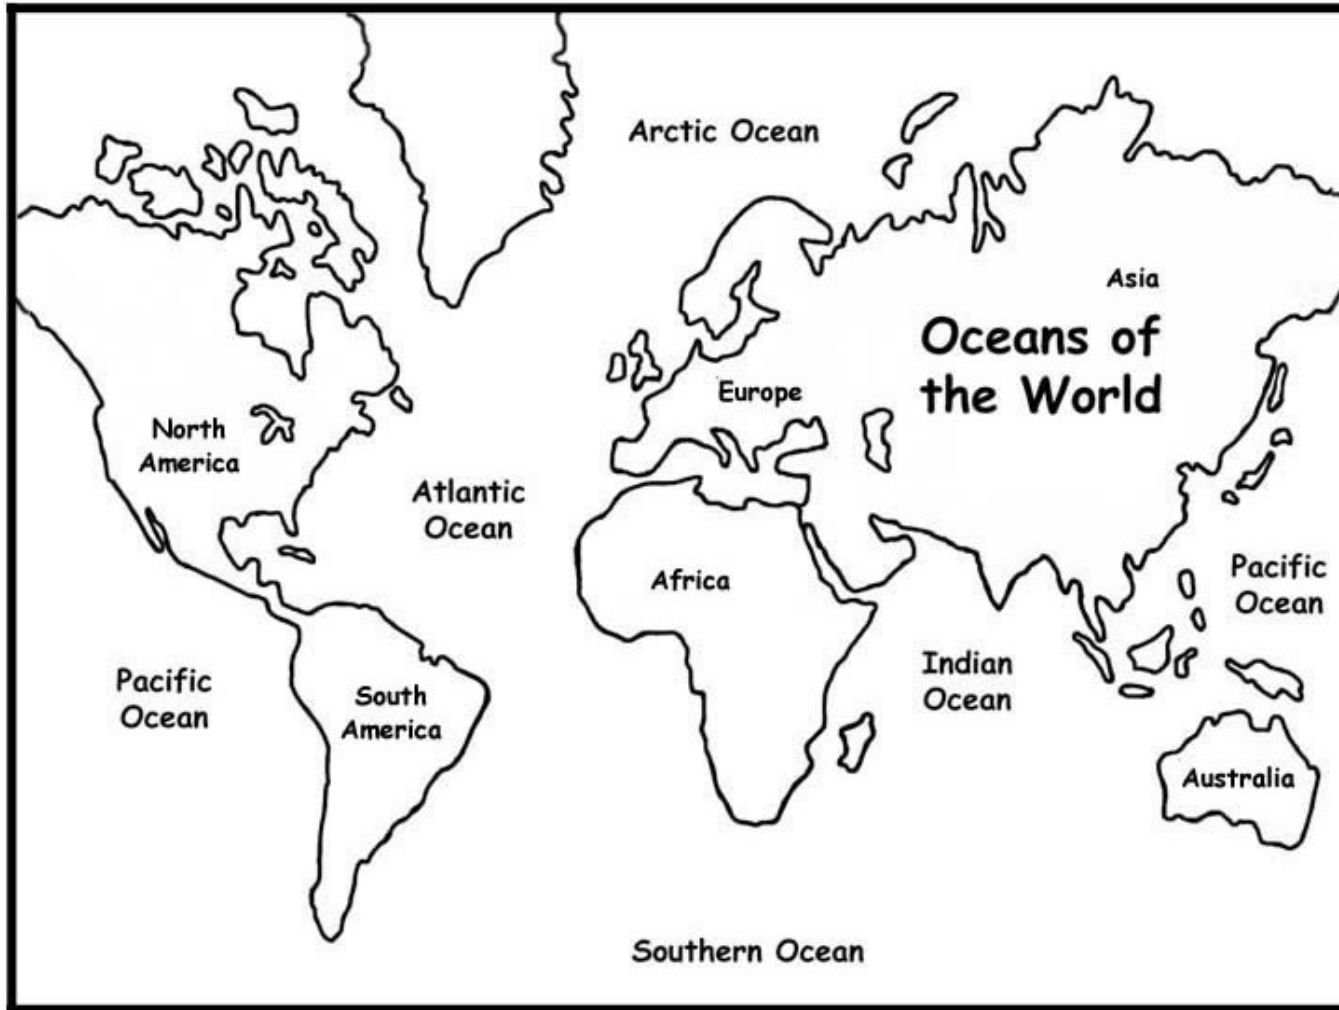 Arctic Ocean
Asia
Oceans of
the World
Europe
North
America
Atlantic
Ocean
Africa
Pacific
Ocean
Indian
Ocean
Pacific
Ocean
South
America
Australia
Southern Ocean